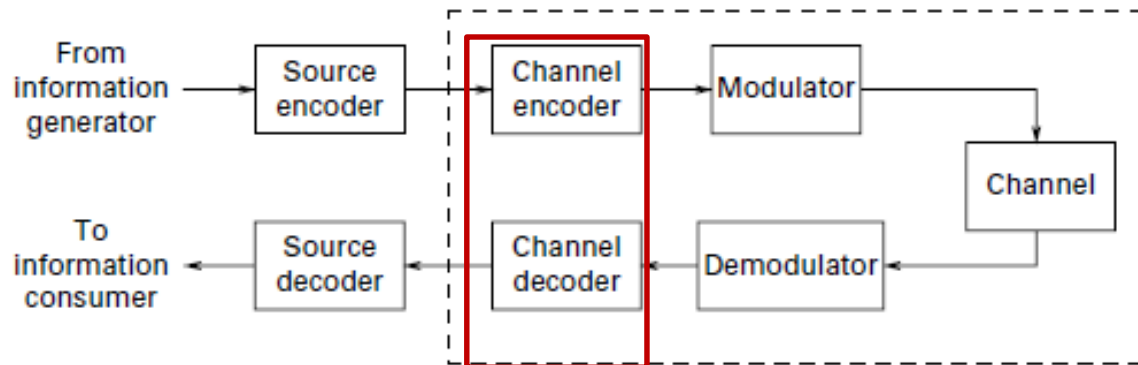 From
information
generator
Source
encoder
Channel
encoder
Modulator
Channel
To
information
consumer
Source
decoder
Channel
decoder
Demodulator